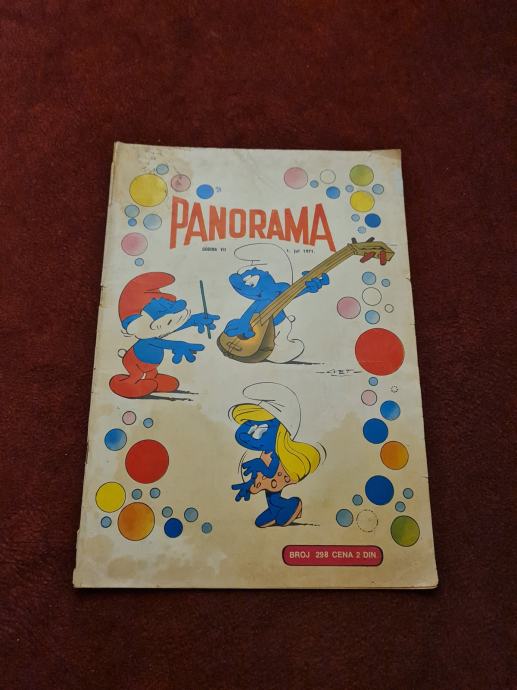 PANORAMA
GODINA VII 1. jul 1971.
BROJ 298 CENA 2 DIN.